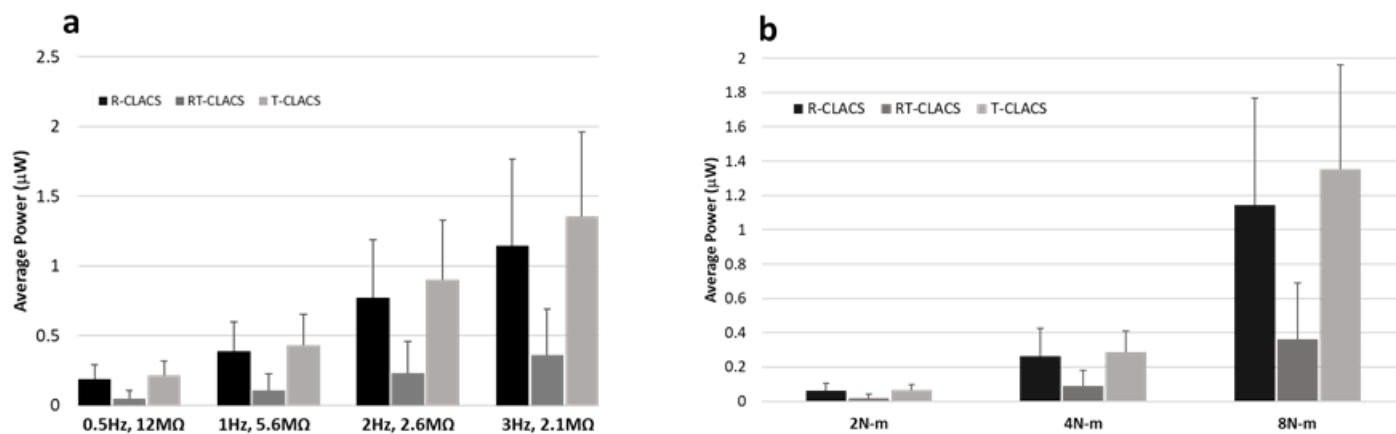 a
2.5
2
1.5
1
0.5
0
Average Power (µW)
R-CLACS RT-CLACS T-CLACS
0.5Hz, 12MΩ 1Hz, 5.6MΩ 2Hz, 2.6MΩ 3Hz, 2.1MΩ
b
2
1.8
1.6
1.4
1.2
1
0.8
0.6
0.4
0.2
0
Average Power (µW)
R-CLACS RT-CLACS T-CLACS
2N-m 4N-m 8N-m